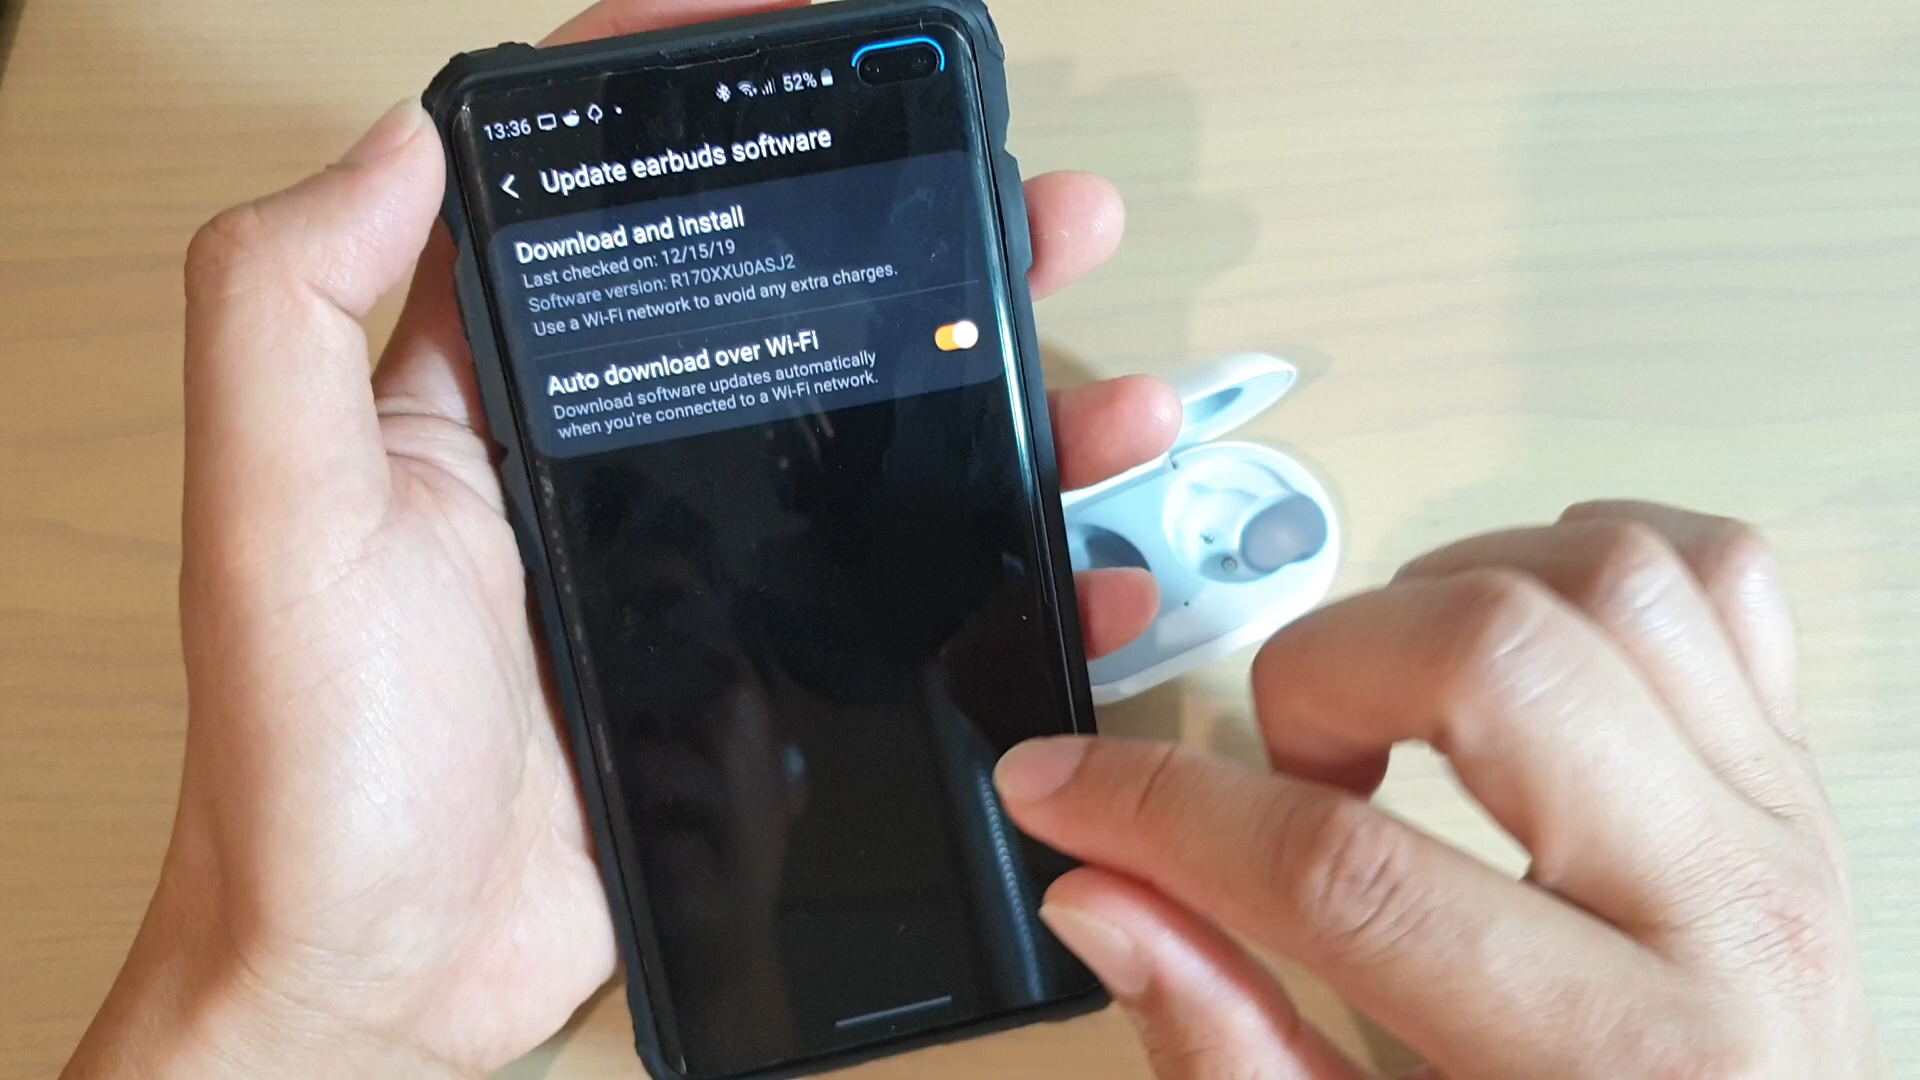 13:36
52%
Update earbuds software
Download and install
Last checked on: 12/15/19
Software version: R170XXU0ASJ2
Use a Wi-Fi network to avoid any extra charges.
Auto download over Wi-Fi
Download software updates automatically
when you're connected to a Wi-Fi network.